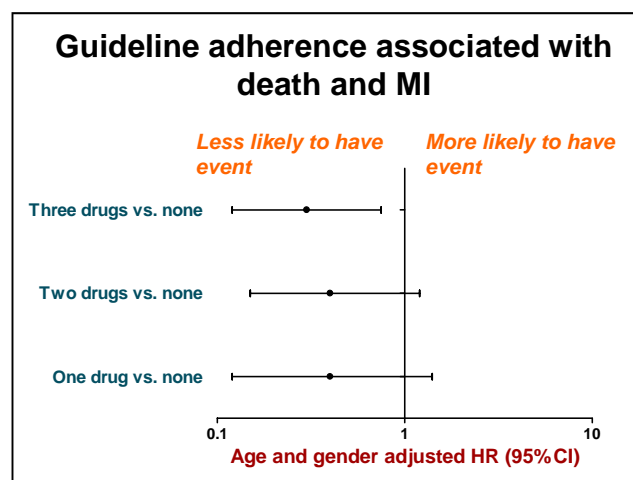 Guideline adherence associated with
death and MI
Less likely to have
event
More likely to have
event
Three drugs vs. none
Two drugs vs. none
One drug vs. none
0.1
1
10
Age and gender adjusted HR (95%CI)